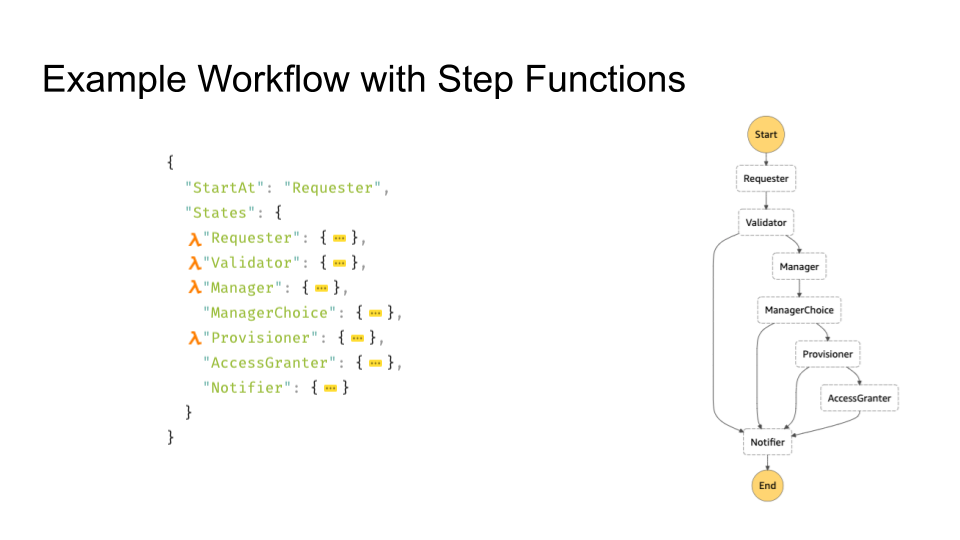 Example Workflow with Step Functions
{
"StartAt": "Requester",
"States": {
λ"Requester": { ··· },
λ"Validator": { ··· },
λ"Manager": { ··· },
"ManagerChoice": { ··· },
λ"Provisioner": { ··· },
"AccessGranter": { ··· },
"Notifier": { ··· }
}
}
Start
Requester
Validator
Manager
ManagerChoice
Provisioner
AccessGranter
Notifier
End